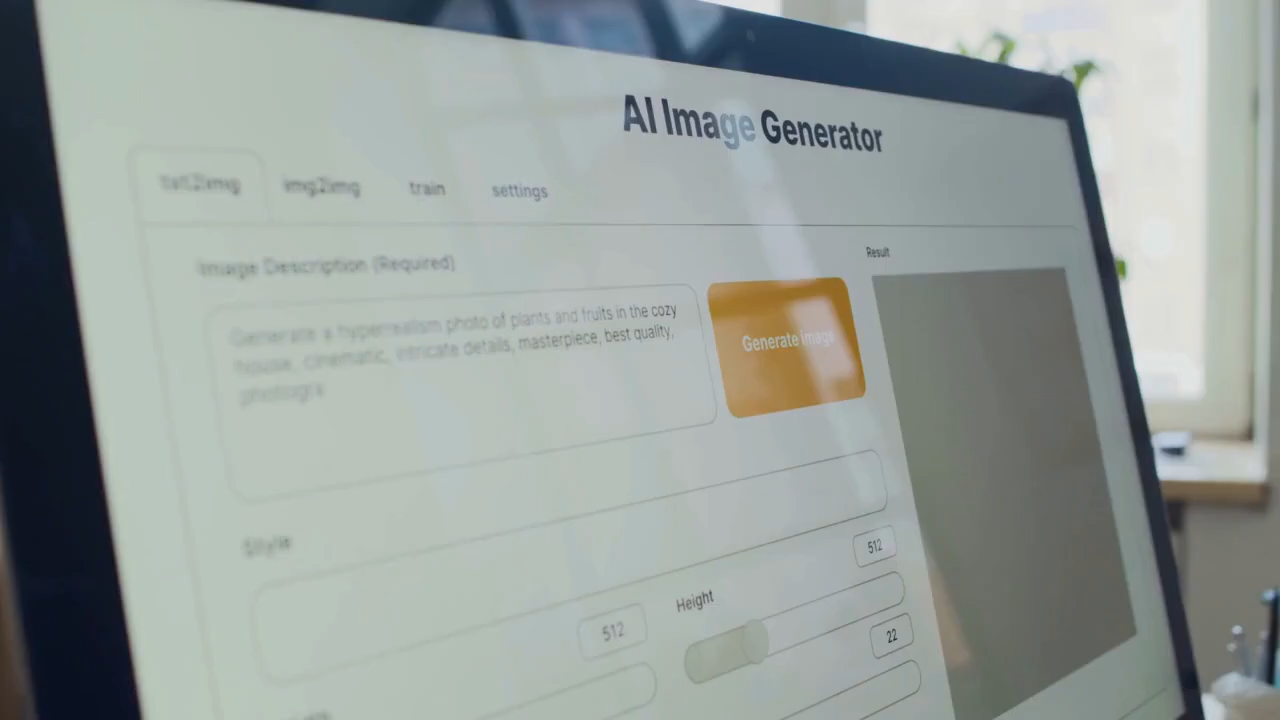 AI Image Generator
txt2img img2img train settings
Image Description (Required)
Result
Generate a hyperrealism photo of plants and fruits in the cozy
house, cinematic, intricate details, masterpiece, best quality,
photogra
Generate image
Style
512
Height
512
22